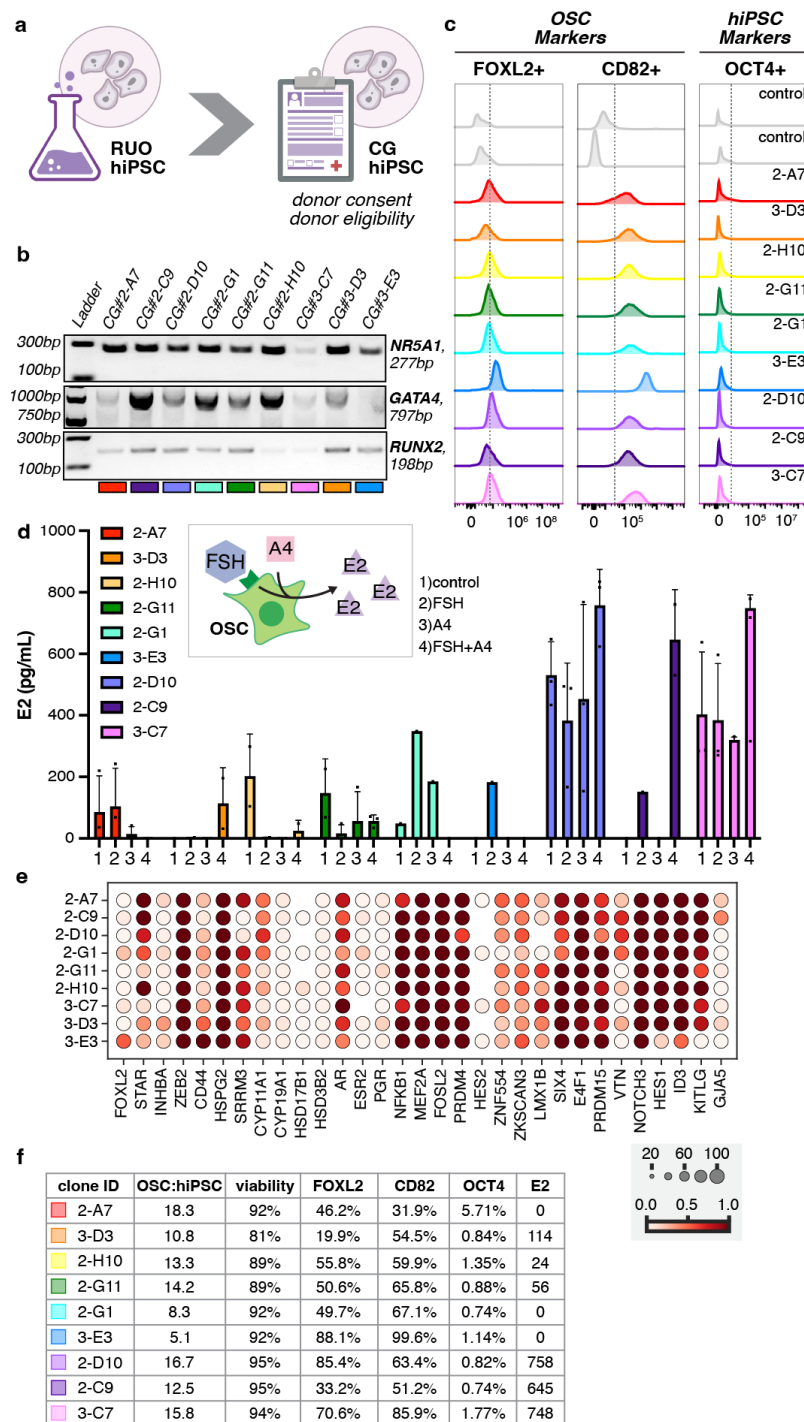 a
RUO
hiPSC
CG
hiPSC
donor consent
donor eligibility
b
Ladder
CG#2-A7
CG#2-C9
CG#2-D10
CG#2-G1
CG#2-G11
CG#2-H10
CG#3-C7
CG#3-D3
CG#3-E3
300bp
100bp
NR5A1,
277bp
1000bp
750bp
GATA4,
797bp
300bp
100bp
RUNX2,
198bp
c
OSC
Markers
hiPSC
Markers
FOXL2+
CD82+
OCT4+
control
control
2-A7
3-D3
2-H10
2-G11
2-G1
3-E3
2-D10
2-C9
3-C7
0 10⁶ 10⁸
0 10⁵
0 10⁵ 10⁷
d
E2 (pg/mL)
1000
800
600
400
200
0
2-A7
3-D3
2-H10
2-G11
2-G1
3-E3
2-D10
2-C9
3-C7
FSH
A4
E2
E2
E2
OSC
1)control
2)FSH
3)A4
4)FSH+A4
1 2 3 4 1 2 3 4 1 2 3 4 1 2 3 4 1 2 3 4 1 2 3 4 1 2 3 4 1 2 3 4 1 2 3 4
e
2-A7
2-C9
2-D10
2-G1
2-G11
2-H10
3-C7
3-D3
3-E3
FOXL2
STAR
INHBA
ZEB2
CD44
HSPG2
SRRM3
CYP11A1
CYP19A1
HSD17B1
HSD3B2
AR
ESR2
PGR
NFKB1
MEF2A
FOSL2
PRDM4
HES2
ZNF554
ZKSCAN3
LMX1B
SIX4
E4F1
PRDM15
VTN
NOTCH3
HES1
ID3
KITLG
GJA5
20 60 100
0.0 0.5 1.0
f
clone ID OSC:hiPSC viability FOXL2 CD82 OCT4 E2
2-A7 18.3 92% 46.2% 31.9% 5.71% 0
3-D3 10.8 81% 19.9% 54.5% 0.84% 114
2-H10 13.3 89% 55.8% 59.9% 1.35% 24
2-G11 14.2 89% 50.6% 65.8% 0.88% 56
2-G1 8.3 92% 49.7% 67.1% 0.74% 0
3-E3 5.1 92% 88.1% 99.6% 1.14% 0
2-D10 16.7 95% 85.4% 63.4% 0.82% 758
2-C9 12.5 95% 33.2% 51.2% 0.74% 645
3-C7 15.8 94% 70.6% 85.9% 1.77% 748